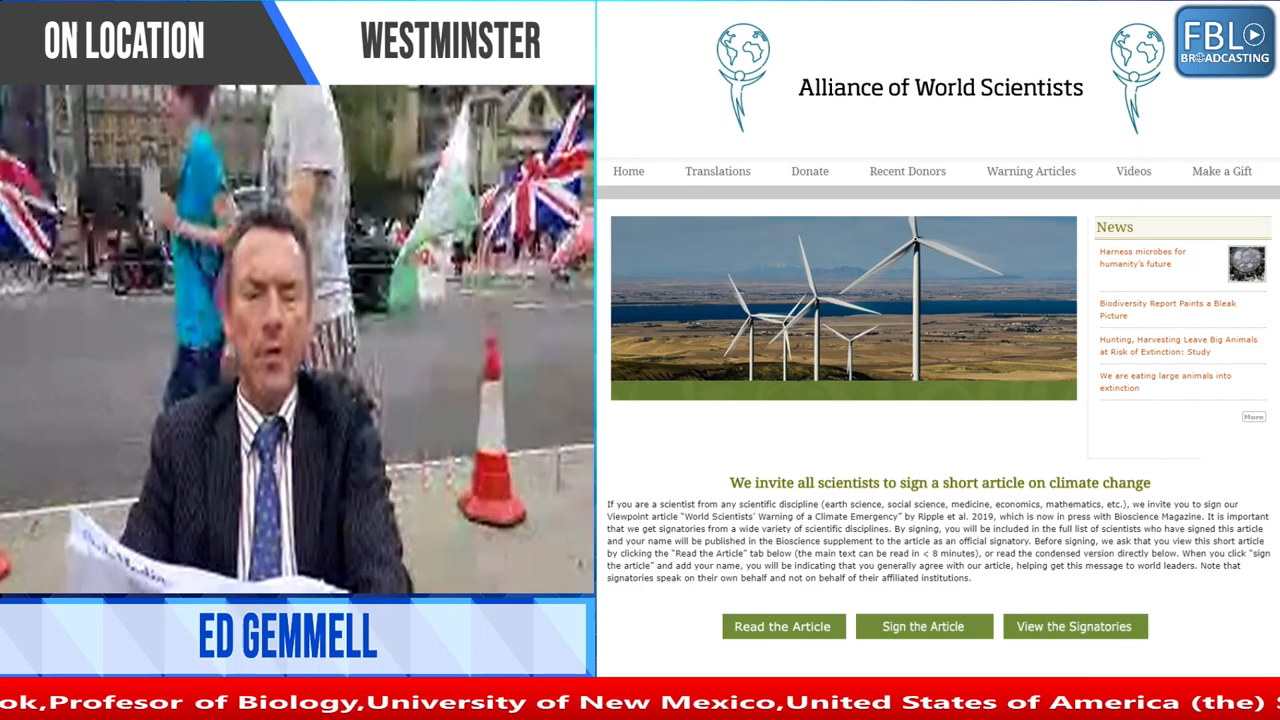 ON LOCATION
WESTMINSTER
FBL
BROADCASTING
Alliance of World Scientists
Home
Translations
Donate
Recent Donors
Warning Articles
Videos
Make a Gift
News
Harness microbes for
humanity's future
Biodiversity Report Paints a Bleak
Picture
Hunting, Harvesting Leave Big Animals
at Risk of Extinction: Study
We are eating large animals into
extinction
More
We invite all scientists to sign a short article on climate change
If you are a scientist from any scientific discipline (earth science, social science, medicine, economics, mathematics, etc.), we invite you to sign our
Viewpoint article "World Scientists' Warning of a Climate Emergency" by Ripple et al. 2019, which is now in press with Bioscience Magazine. It is important
that we get signatories from a wide variety of scientific disciplines. By signing, you will be included in the full list of scientists who have signed this article
and your name will be published in the Bioscience supplement to the article as an official signatory. Before signing, we ask that you view this short article
by clicking the "Read the Article" tab below (the main text can be read in < 8 minutes), or read the condensed version directly below. When you click "sign
the article" and add your name, you will be indicating that you generally agree with our article, helping get this message to world leaders. Note that
signatories speak on their own behalf and not on behalf of their affiliated institutions.
Read the Article
Sign the Article
View the Signatories
ED GEMMELL
ok,Profesor of Biology,University of New Mexico,United States of America (the)